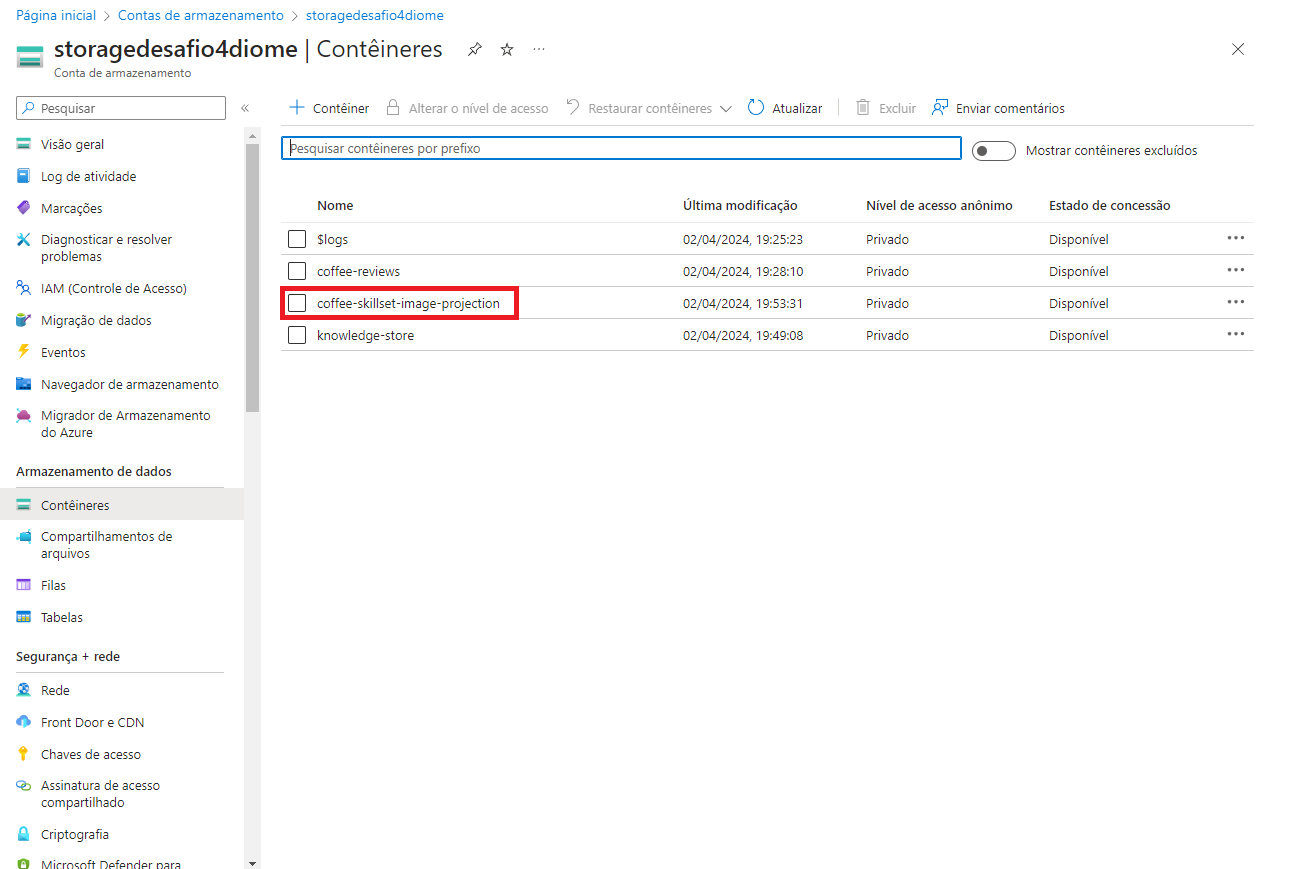 Página inicial > Contas de armazenamento > storagedesafio4diome
storagedesafio4diome | Contêineres
Conta de armazenamento
Pesquisar
Visão geral
Log de atividade
Marcações
Diagnosticar e resolver
problemas
IAM (Controle de Acesso)
Migração de dados
Eventos
Navegador de armazenamento
Migrador de Armazenamento
do Azure
Armazenamento de dados
Contêineres
Compartilhamentos de
arquivos
Filas
Tabelas
Segurança + rede
Rede
Front Door e CDN
Chaves de acesso
Assinatura de acesso
compartilhado
Criptografia
Microsoft Defender para
Contêiner Alterar o nível de acesso Restaurar contêineres Atualizar Excluir Enviar comentários
Pesquisar contêineres por prefixo Mostrar contêineres excluídos
Nome Última modificação Nível de acesso anônimo Estado de concessão
$logs 02/04/2024, 19:25:23 Privado Disponível
coffee-reviews 02/04/2024, 19:28:10 Privado Disponível
coffee-skillset-image-projection 02/04/2024, 19:53:31 Privado Disponível
knowledge-store 02/04/2024, 19:49:08 Privado Disponível